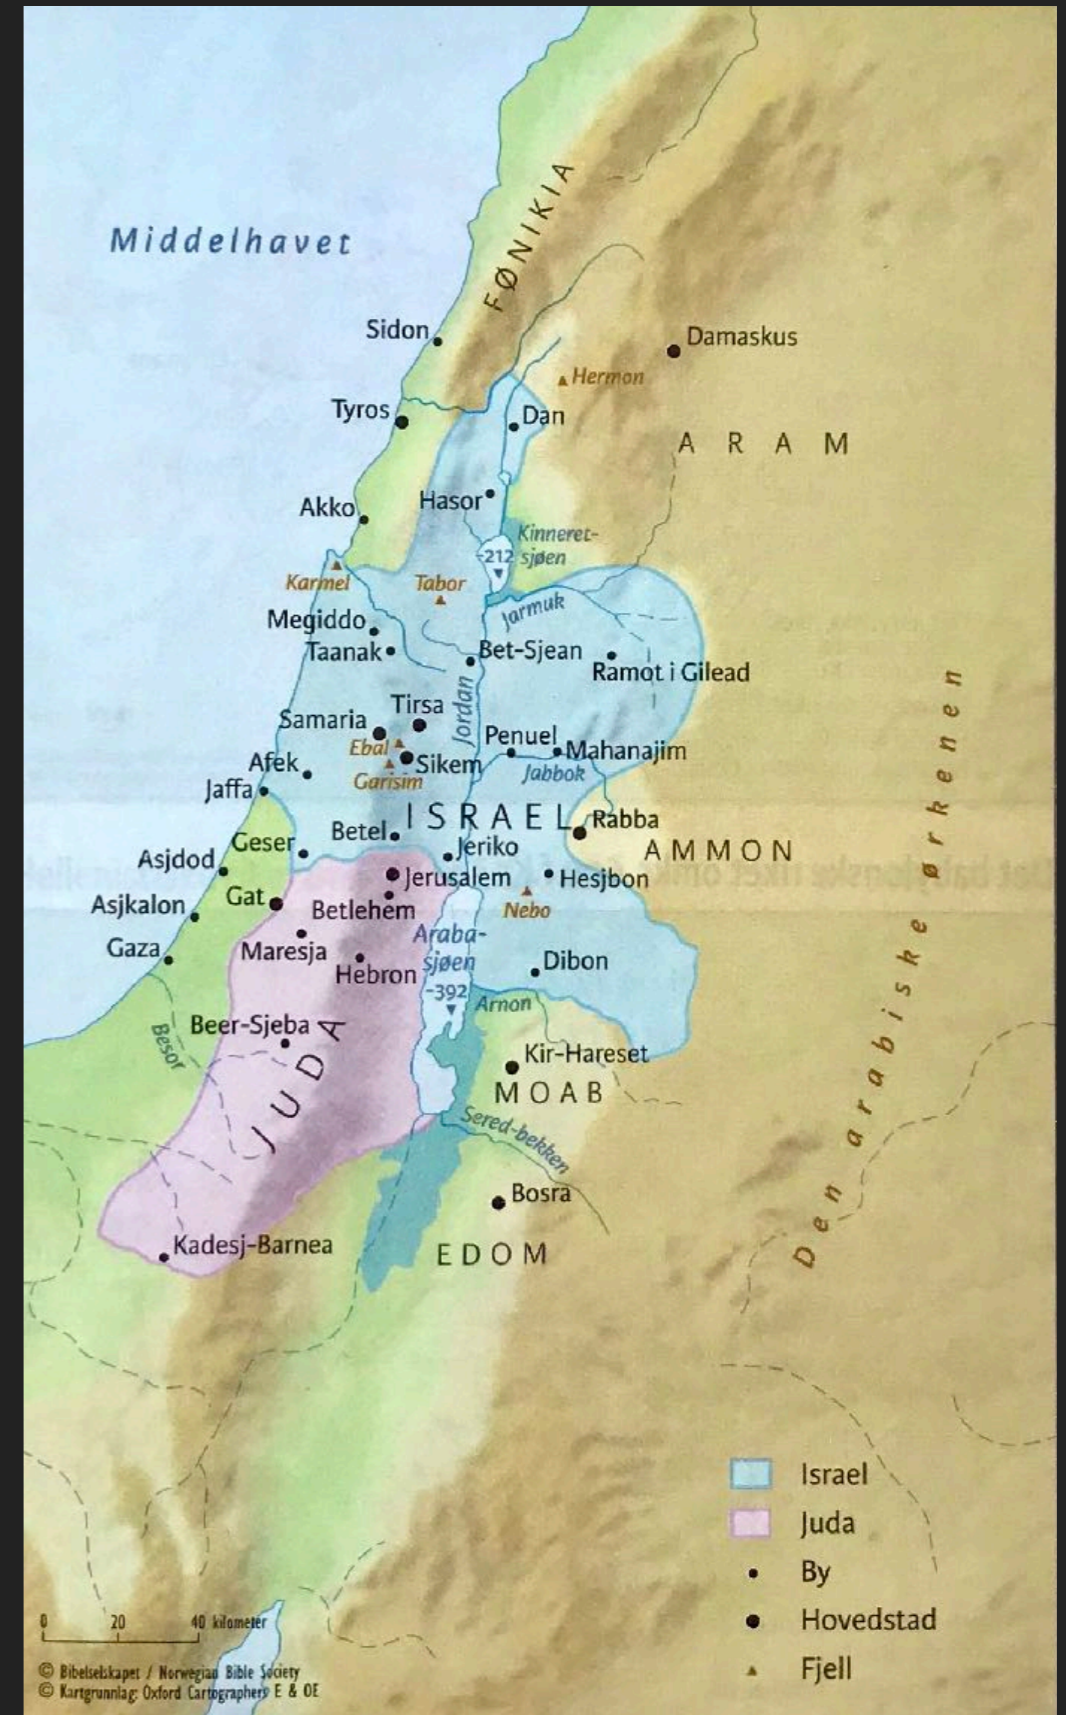 FØNIKIA
Middelhavet
Sidon
Damaskus
Hermon
Tyros
Dan
A R A M
Hasor
Akko
Kinneret-
sjøen
-212
Karmel
Tabor
Jarmuk
Megiddo
Taanak
Bet-Sjean
Ramot i Gilead
Jordan
Tirsa
Samaria
Ebal
Penuel
Mahanajim
Afek
Sikem
Jabbok
Garisim
Jaffa
ISRAEL
Rabba
Betel
Geser
Jeriko
AMMON
Asjdod
Jerusalem
Hesjbon
Gat
Asjkalon
Betlehem
Nebo
Araba-
sjøen
Gaza
Maresja
Hebron
Dibon
-392
Arnon
Beer-Sjeba
Besor
JUDA
Kir-Hareset
MOAB
Sered-bekken
Bosra
Kadesj-Barnea
EDOM
Den arabiske ørkenen
Israel
Juda
By
Hovedstad
Fjell
0 20 40 kilometer
© Bibelselskapet / Norwegian Bible Society
© Kartgrunnlag: Oxford Cartographers E & OE